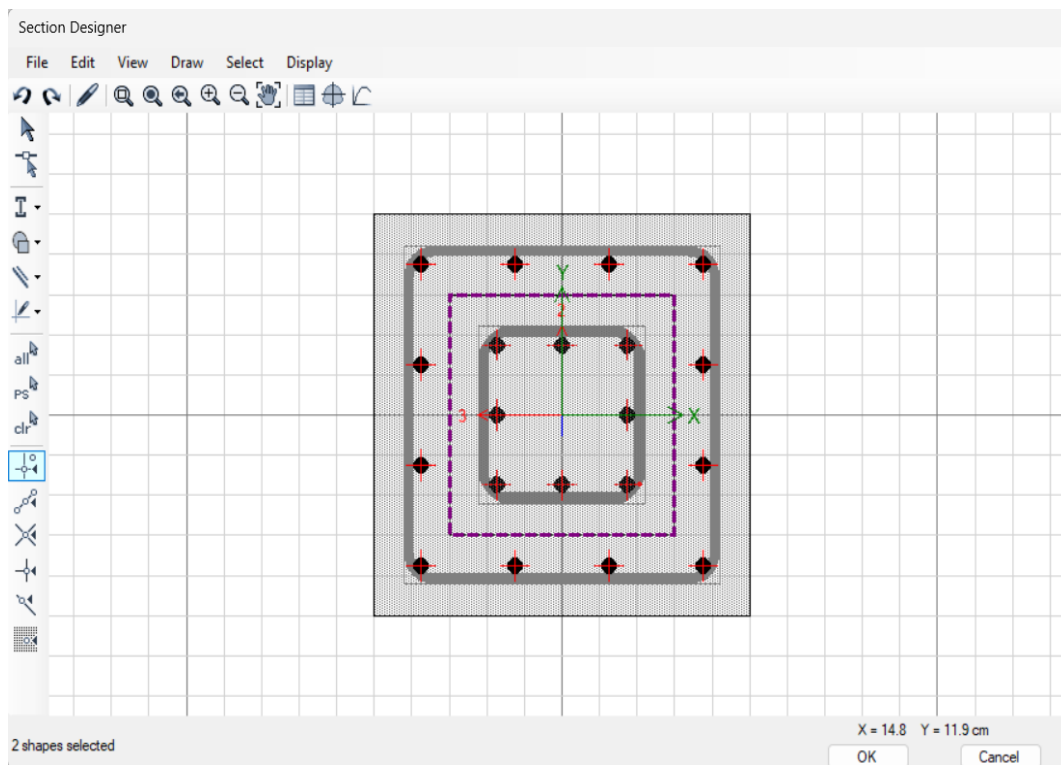 Section Designer
File Edit View Draw Select Display
all
PS
clr
Y
2
3
X
X = 14.8 Y = 11.9 cm
2 shapes selected
OK Cancel